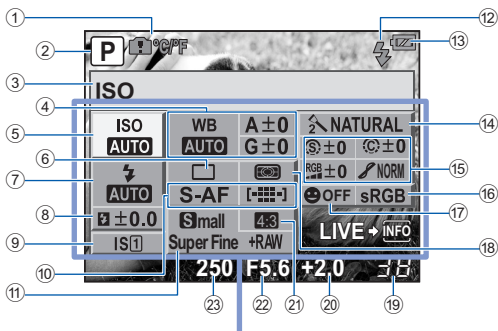 ① ⑫
② P °C/°F ⑬
③ ISO
④
⑤ ISO WB A±0 2 NATURAL ⑭
AUTO AUTO G±0 S±0 C±0
⑥ RGB±0 NORM ⑮
⑦ AUTO S-AF [·:::·] OFF sRGB ⑯
⑰
⑧ ±0.0 Small 4:3 LIVE INFO
⑨ IS1 Super Fine +RAW ⑱
⑩
⑪ 250 F5.6 +2.0 38
㉓ ㉒ ㉑ ⑳ ⑲